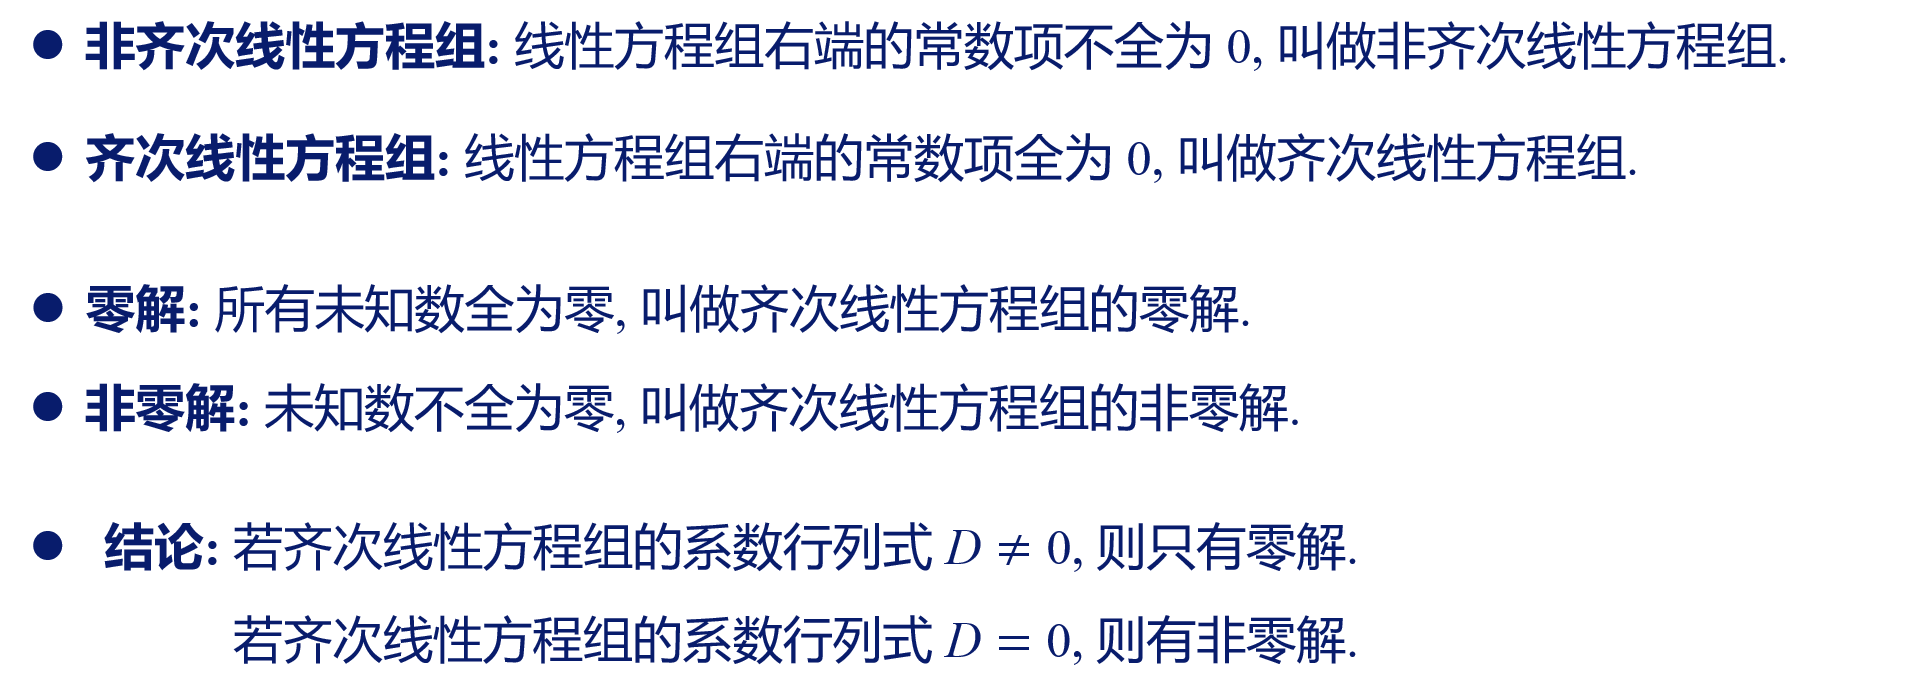 ● 非齐次线性方程组: 线性方程组右端的常数项不全为 0, 叫做非齐次线性方程组.
● 齐次线性方程组: 线性方程组右端的常数项全为 0, 叫做齐次线性方程组.
● 零解: 所有未知数全为零, 叫做齐次线性方程组的零解.
● 非零解: 未知数不全为零, 叫做齐次线性方程组的非零解.
● 结论: 若齐次线性方程组的系数行列式 D ≠ 0, 则只有零解.
若齐次线性方程组的系数行列式 D = 0, 则有非零解.